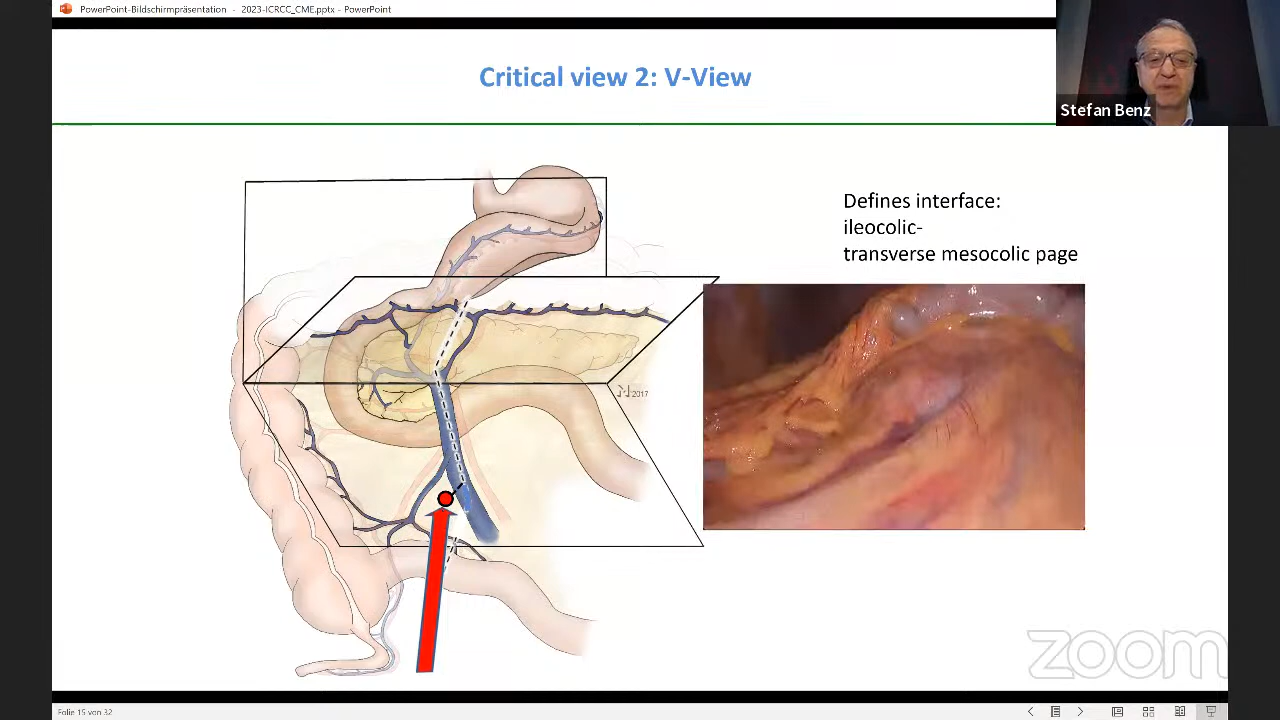 PowerPoint-Bildschirmpräsentation - 2023-ICRCC_CME.pptx - PowerPoint
Critical view 2: V-View
Stefan Benz
Defines interface:
ileocolic-
transverse mesocolic page
2017
zoom
Folie 15 von 32